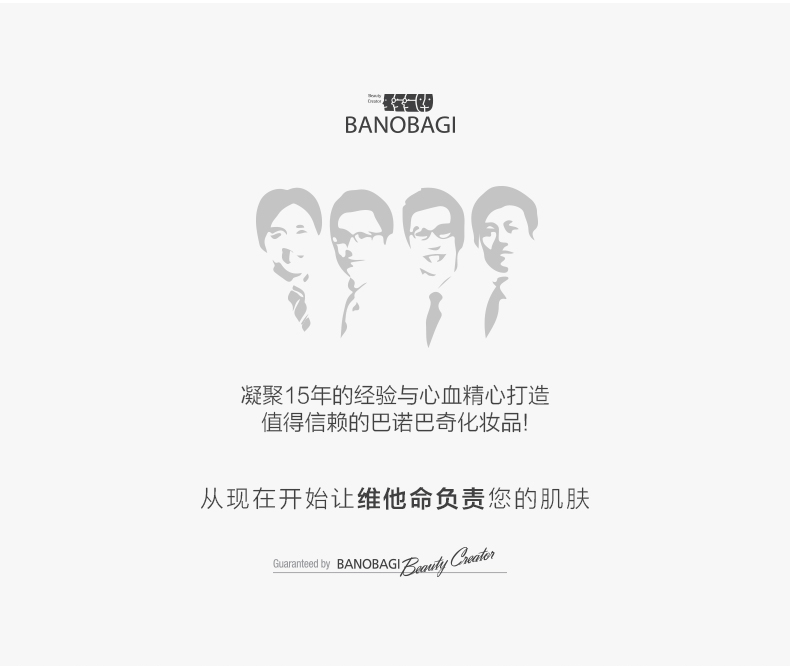 Beauty
Creator
BANOBAGI
凝聚15年的经验与心血精心打造
值得信赖的巴诺巴奇化妆品!
从现在开始让维他命负责您的肌肤
Guaranteed by BANOBAGI Beauty Creator